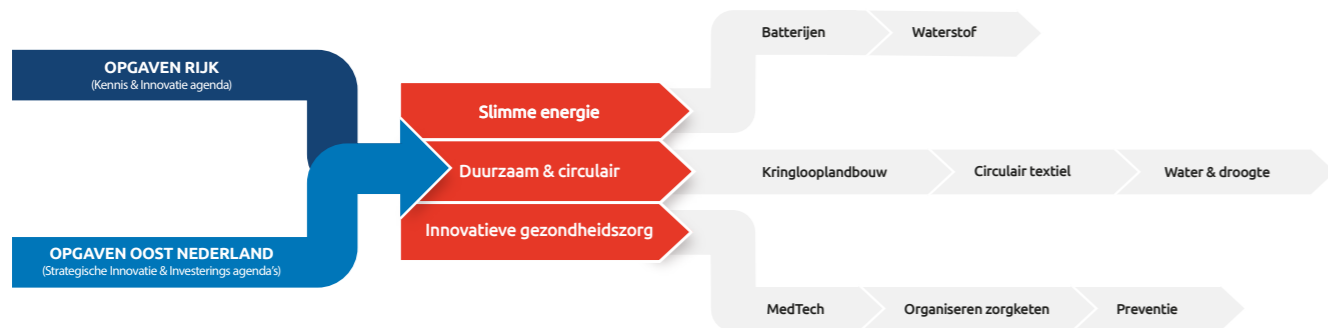 OPGAVEN RIJK
(Kennis & Innovatie agenda)
OPGAVEN OOST NEDERLAND
(Strategische Innovatie & Investerings agenda's)
Slimme energie
Duurzaam & circulair
Innovatieve gezondheidszorg
Batterijen
Waterstof
Kringlooplandbouw
Circulair textiel
Water & droogte
MedTech
Organiseren zorgketen
Preventie